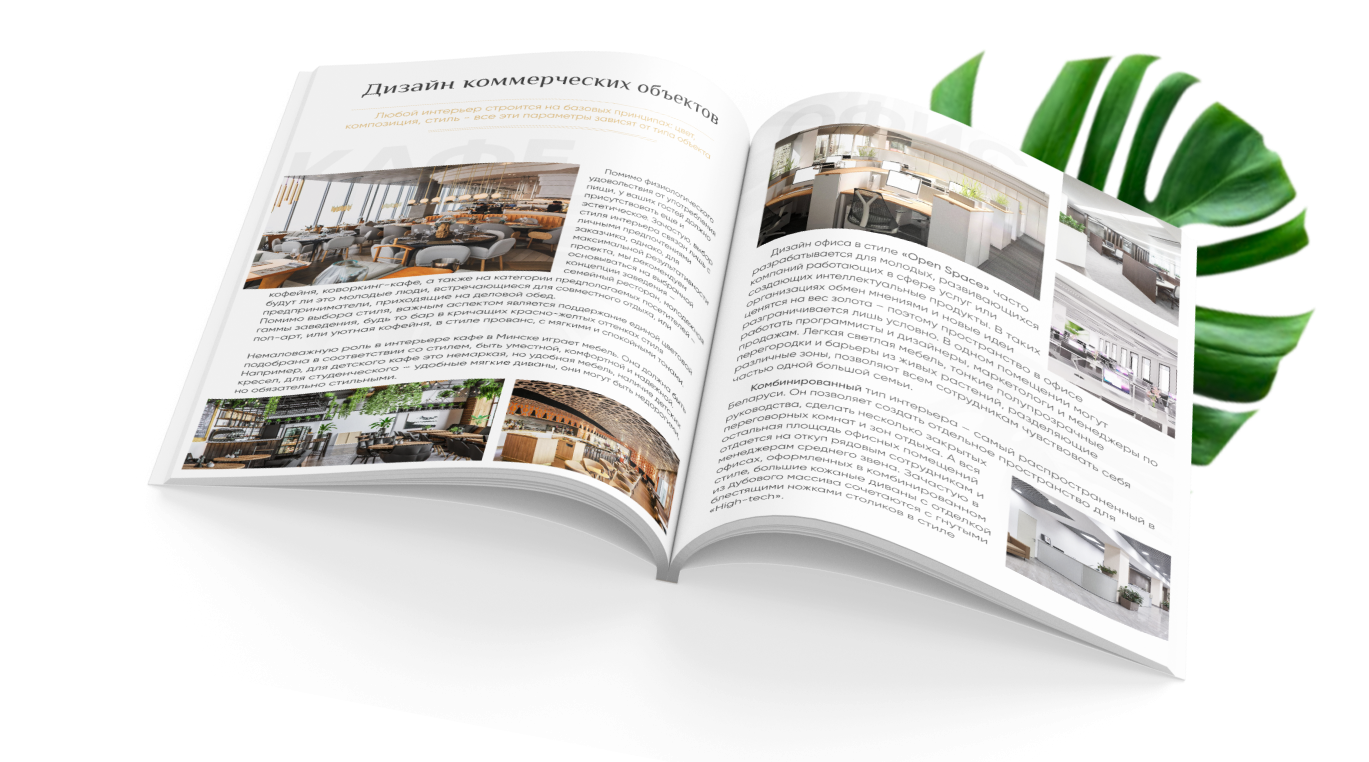 Дизайн коммерческих объектов
Любой интерьер строится на базовых принципах: цвет,
композиция, стиль – все эти параметры зависят от типа объекта
КАФЕ
Помимо физиологического
удовольствия от употребления
пищи, у ваших гостей должно
присутствовать еще и
эстетическое. Зачастую, выбор
стиля интерьера связан лишь с
личными предпочтениями
заказчика, однако, для
максимальной результативности
проекта, мы рекомендуем
основываться на выбранной
концепции заведения:
семейный ресторан, молодежная
кофейня, коворкинг-кафе, а также на категории предполагаемых посетителей –
будут ли это молодые люди, встречающиеся для совместного отдыха, или
предприниматели, приходящие на деловой обед.
Помимо выбора стиля, важным аспектом является поддержание единой цветовой
гаммы заведения, будь то бар в кричащих красно-желтых оттенках стиля
поп-арт, или уютная кофейня, в стиле прованс, с мягкими и спокойными тонами.
Немаловажную роль в интерьере кафе в Минске играет мебель. Она должна быть
подобрана в соответствии со стилем, быть уместной, комфортной и надежной.
Например, для детского кафе это немаркая, но удобная мебель, наличие детских
кресел, для студенческого – удобные мягкие диваны, они могут быть недорогими,
но обязательно стильными.
ОФИС
Дизайн офиса в стиле «Open Space» часто
разрабатывается для молодых, развивающихся
компаний работающих в сфере услуг или
создающих интеллектуальные продукты. В таких
организациях обмен мнениями и новые идеи
ценятся на вес золота – поэтому пространство
разграничивается лишь условно. В одном помещении могут
работать программисты и дизайнеры, маркетологи и менеджеры по
продажам. Легкая светлая мебель, тонкие полупрозрачные
перегородки и барьеры из живых растений, разделяющие
различные зоны, позволяют всем сотрудникам чувствовать себя
частью одной большой семьи.
Комбинированный тип интерьера – самый распространенный в
Беларуси. Он позволяет создать отдельное пространство для
руководства, сделать несколько закрытых
переговорных комнат и зон отдыха. А вся
остальная площадь офисных помещений
отдается на откуп рядовым сотрудникам и
менеджерам среднего звена. Зачастую в
офисах, оформленных в комбинированном
стиле, большие кожаные диваны с отделкой
из дубового массива сочетаются с гнутыми
блестящими ножками столиков в стиле
«High-tech».